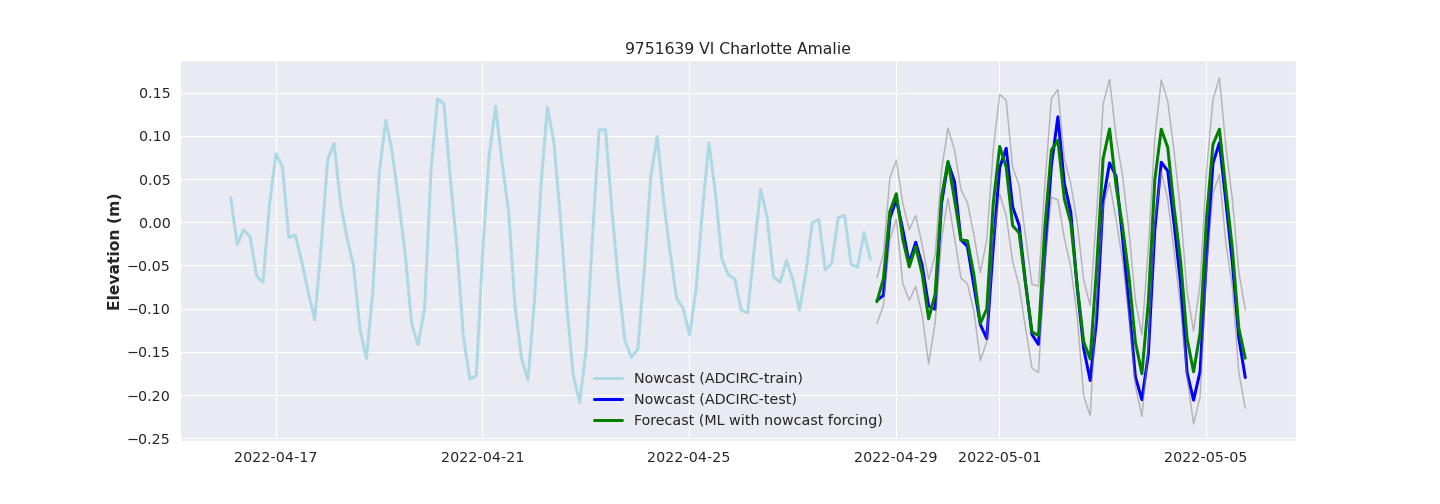 9751639 VI Charlotte Amalie
Elevation (m)
0.15
0.10
0.05
0.00
−0.05
−0.10
−0.15
−0.20
−0.25
Nowcast (ADCIRC-train)
Nowcast (ADCIRC-test)
Forecast (ML with nowcast forcing)
2022-04-17 2022-04-21 2022-04-25 2022-04-29 2022-05-01 2022-05-05